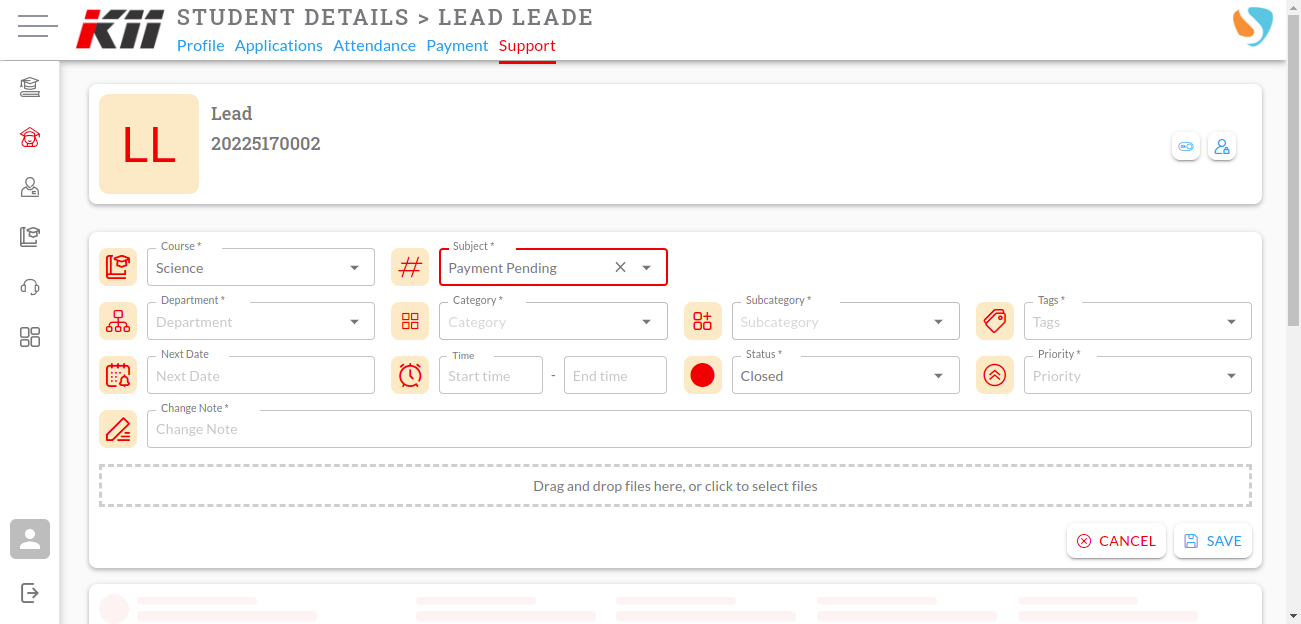 KII
STUDENT DETAILS > LEAD LEADE
Profile Applications Attendance Payment Support
LL
Lead
20225170002
Course *
Science
Subject *
Payment Pending
Department *
Department
Category *
Category
Subcategory *
Subcategory
Tags *
Tags
Next Date
Next Date
Time
Start time - End time
Status *
Closed
Priority *
Priority
Change Note *
Change Note
Drag and drop files here, or click to select files
CANCEL SAVE